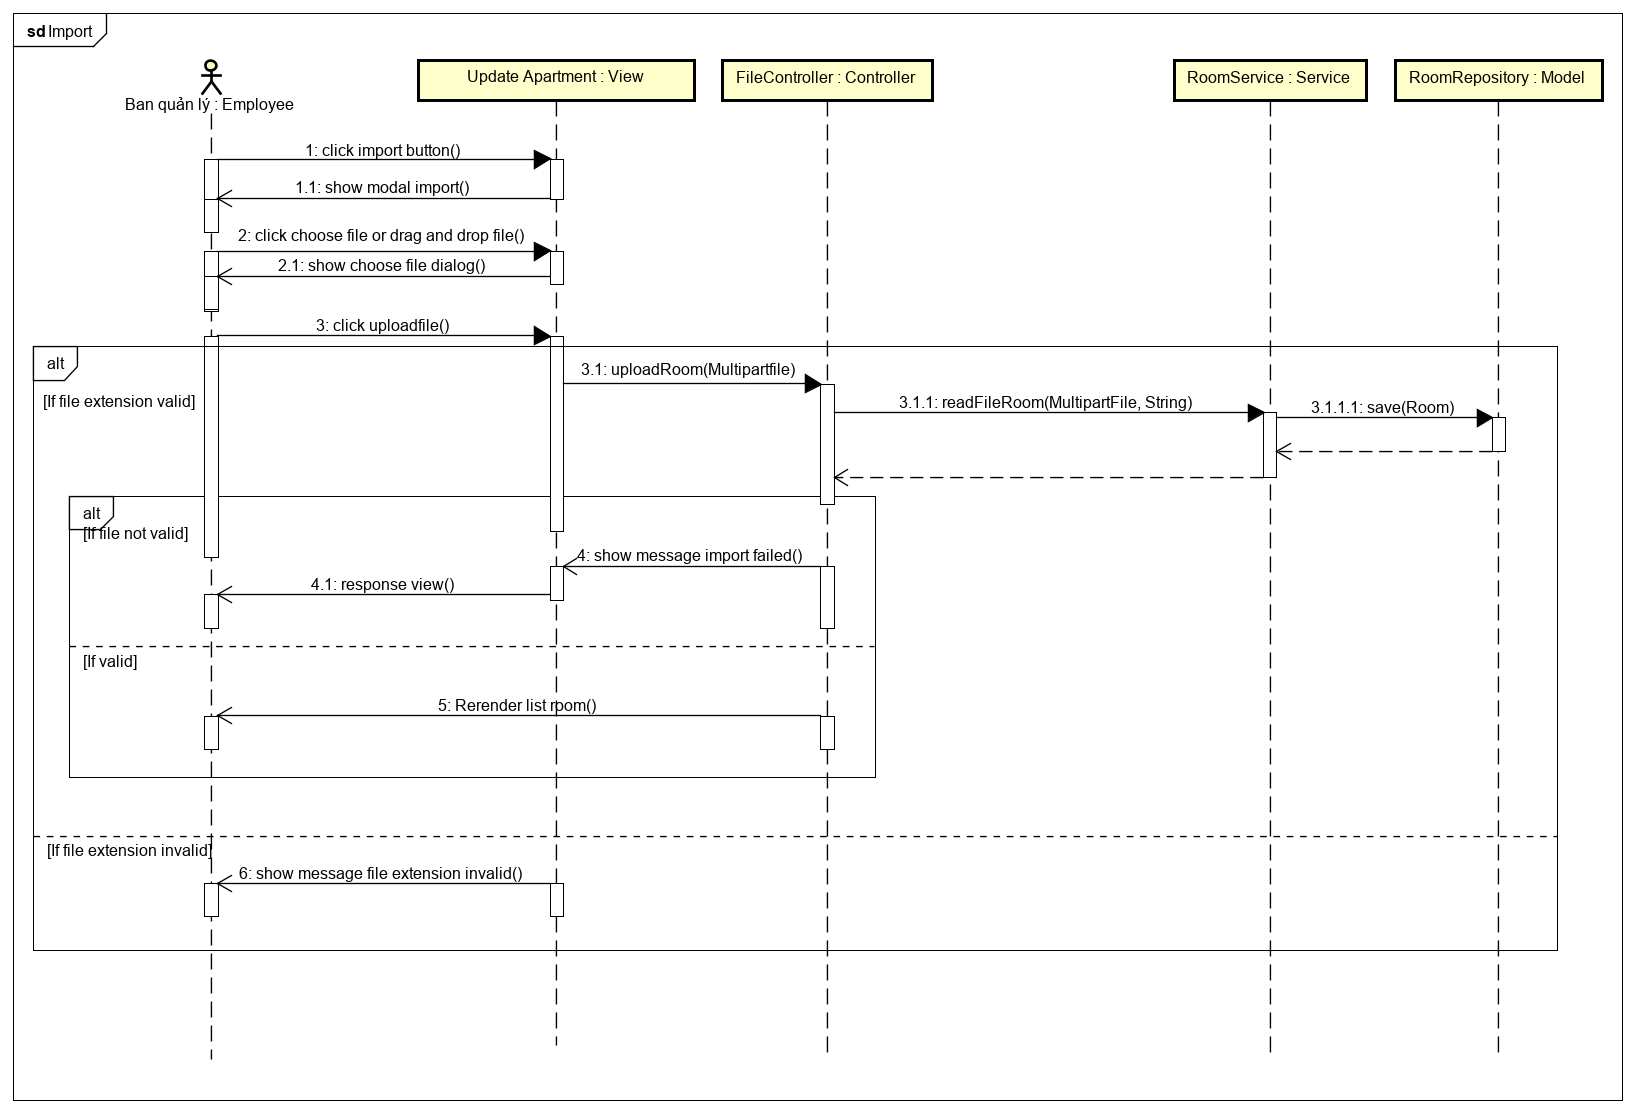 sd Import
Ban quản lý : Employee
Update Apartment : View
FileController : Controller
RoomService : Service
RoomRepository : Model
1: click import button()
1.1: show modal import()
2: click choose file or drag and drop file()
2.1: show choose file dialog()
3: click uploadfile()
alt
3.1: uploadRoom(Multipartfile)
[If file extension valid]
3.1.1: readFileRoom(MultipartFile, String)
3.1.1.1: save(Room)
alt
[If file not valid]
4: show message import failed()
4.1: response view()
[If valid]
5: Rerender list room()
[If file extension invalid]
6: show message file extension invalid()